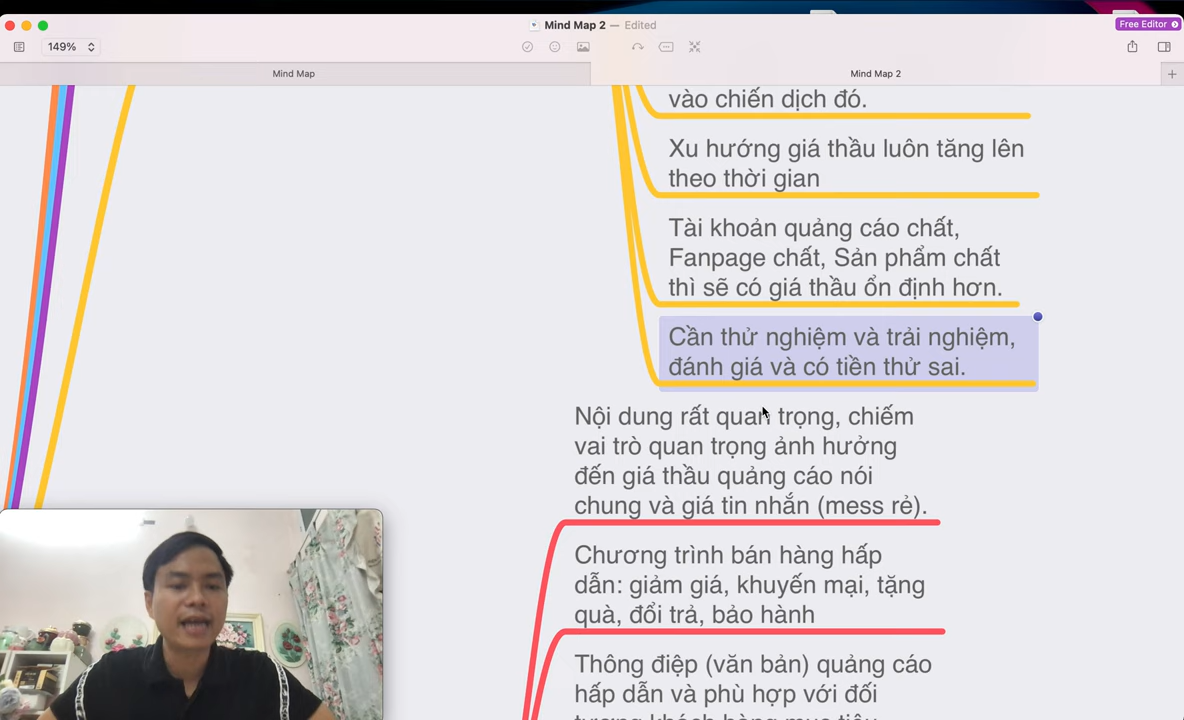 Mind Map 2 — Edited
Free Editor
149%
Mind Map
Mind Map 2
vào chiến dịch đó.
Xu hướng giá thầu luôn tăng lên
theo thời gian
Tài khoản quảng cáo chất,
Fanpage chất, Sản phẩm chất
thì sẽ có giá thầu ổn định hơn.
Cần thử nghiệm và trải nghiệm,
đánh giá và có tiền thử sai.
Nội dung rất quan trọng, chiếm
vai trò quan trọng ảnh hưởng
đến giá thầu quảng cáo nói
chung và giá tin nhắn (mess rẻ).
Chương trình bán hàng hấp
dẫn: giảm giá, khuyến mại, tặng
quà, đổi trả, bảo hành
Thông điệp (văn bản) quảng cáo
hấp dẫn và phù hợp với đối
tượng khách hàng mục tiêu